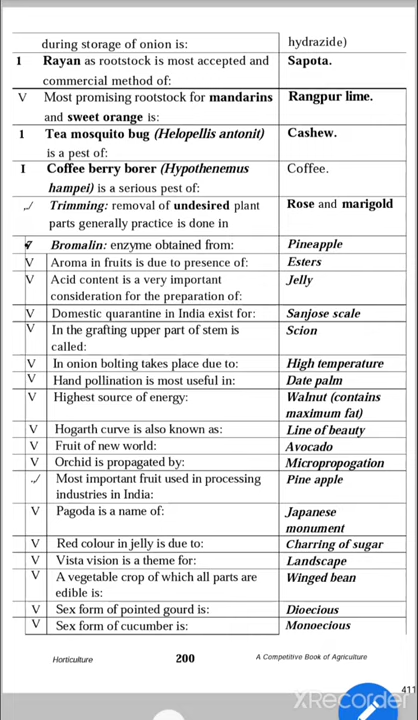 during storage of onion is: hydrazide)
1 Rayan as rootstock is most accepted and Sapota.
commercial method of:
V Most promising rootstock for mandarins Rangpur lime.
and sweet orange is:
1 Tea mosquito bug (Helopellis antonit) Cashew.
is a pest of:
I Coffee berry borer (Hypothenemus Coffee.
hampei) is a serious pest of:
./ Trimming: removal of undesired plant Rose and marigold
parts generally practice is done in
Bromalin: enzyme obtained from: Pineapple
V Aroma in fruits is due to presence of: Esters
V Acid content is a very important Jelly
consideration for the preparation of:
V Domestic quarantine in India exist for: Sanjose scale
V In the grafting upper part of stem is Scion
called:
V In onion bolting takes place due to: High temperature
V Hand pollination is most useful in: Date palm
V Highest source of energy: Walnut (contains
maximum fat)
V Hogarth curve is also known as: Line of beauty
V Fruit of new world: Avocado
V Orchid is propagated by: Micropropogation
./ Most important fruit used in processing Pine apple
industries in India:
V Pagoda is a name of: Japanese
monument
V Red colour in jelly is due to: Charring of sugar
V Vista vision is a theme for: Landscape
V A vegetable crop of which all parts are Winged bean
edible is:
V Sex form of pointed gourd is: Dioecious
V Sex form of cucumber is: Monoecious
Horticulture 200 A Competitive Book of Agriculture
411
XRecorder